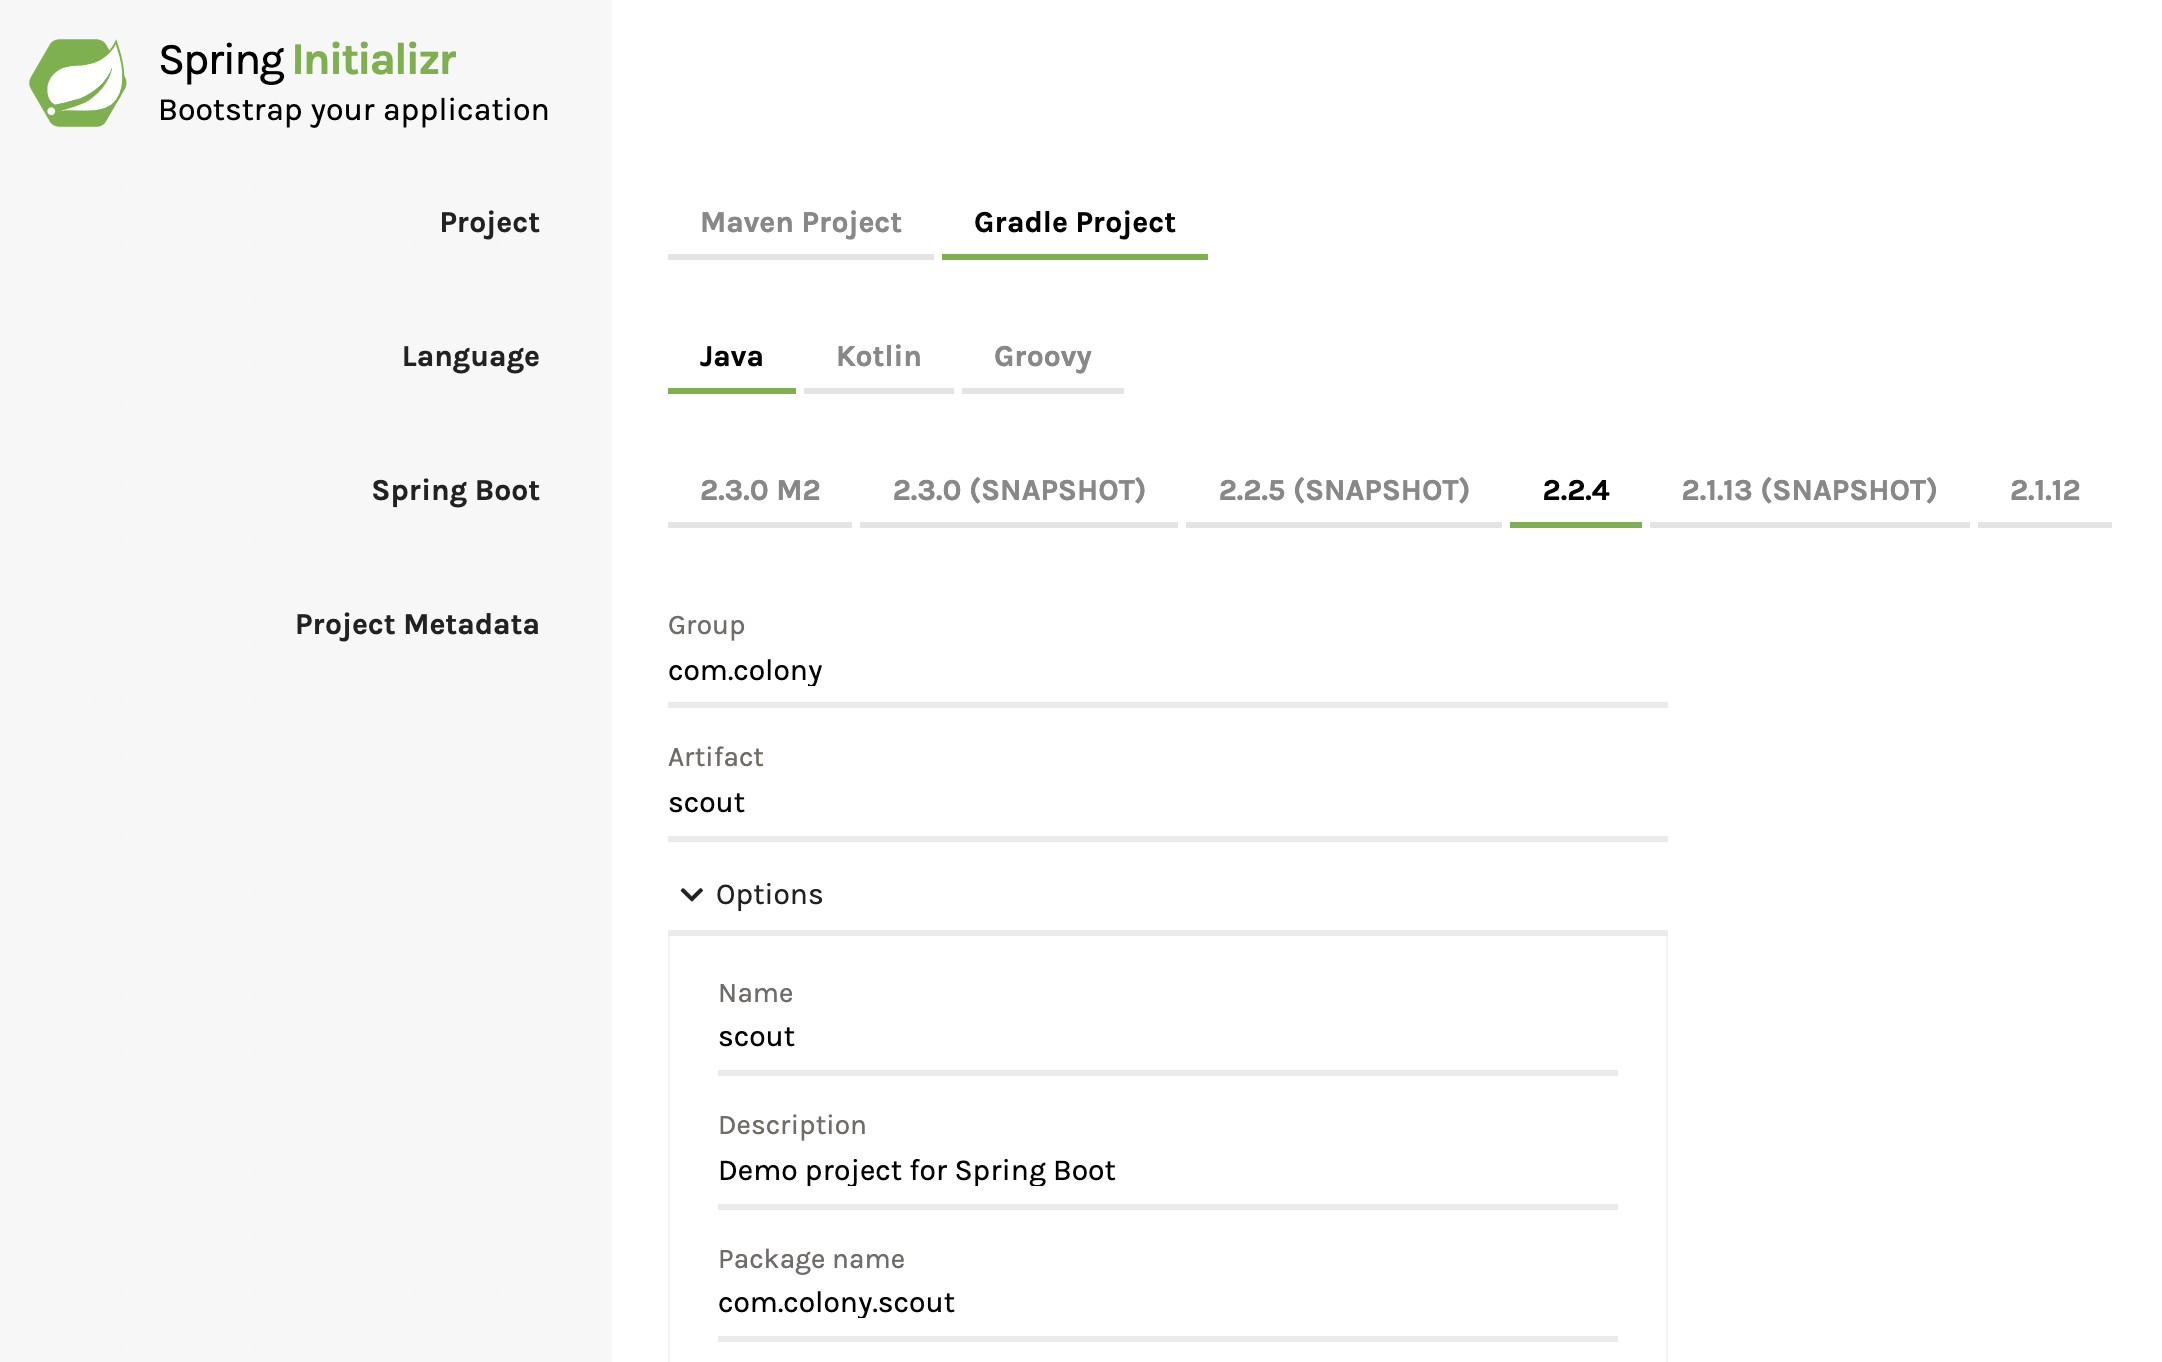 Spring Initializr
Bootstrap your application
Project
Maven Project Gradle Project
Language
Java Kotlin Groovy
Spring Boot
2.3.0 M2 2.3.0 (SNAPSHOT) 2.2.5 (SNAPSHOT) 2.2.4 2.1.13 (SNAPSHOT) 2.1.12
Project Metadata
Group
com.colony
Artifact
scout
Options
Name
scout
Description
Demo project for Spring Boot
Package name
com.colony.scout